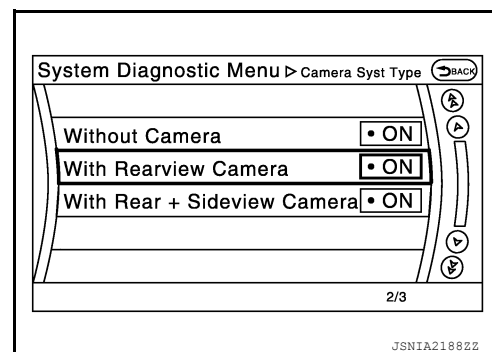 System Diagnostic Menu ▷ Camera Syst Type BACK
Without Camera • ON
With Rearview Camera • ON
With Rear + Sideview Camera • ON
2/3
JSNIA2188ZZ